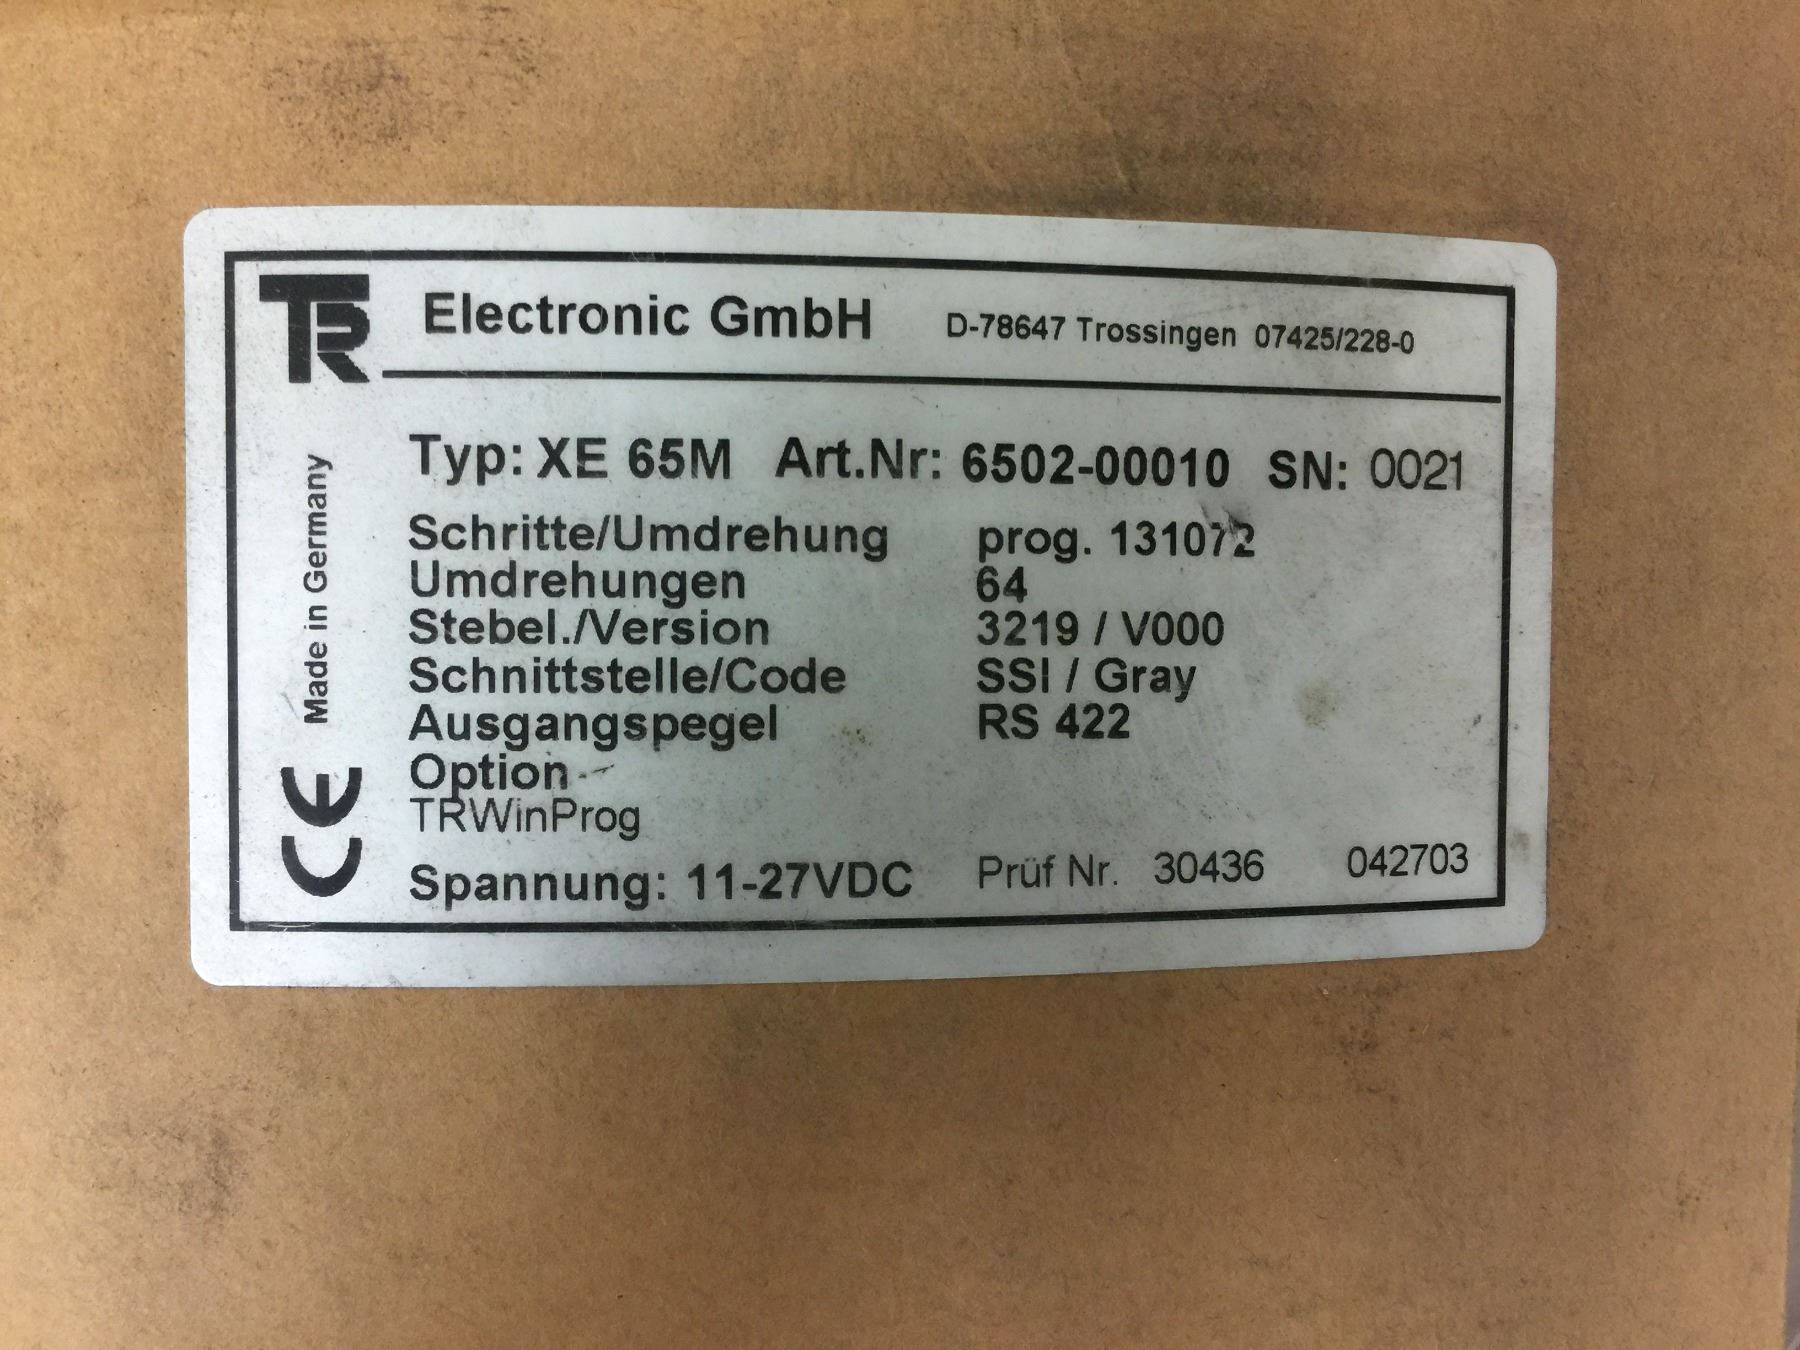 TR Electronic GmbH D-78647 Trossingen 07425/228-0
Typ: XE 65M Art.Nr: 6502-00010 SN: 0021
Schritte/Umdrehung prog. 131072
Umdrehungen 64
Stebel./Version 3219 / V000
Schnittstelle/Code SSI / Gray
Ausgangspegel RS 422
Option
TRWinProg
Spannung: 11-27VDC Prüf Nr. 30436 042703
Made in Germany
CE